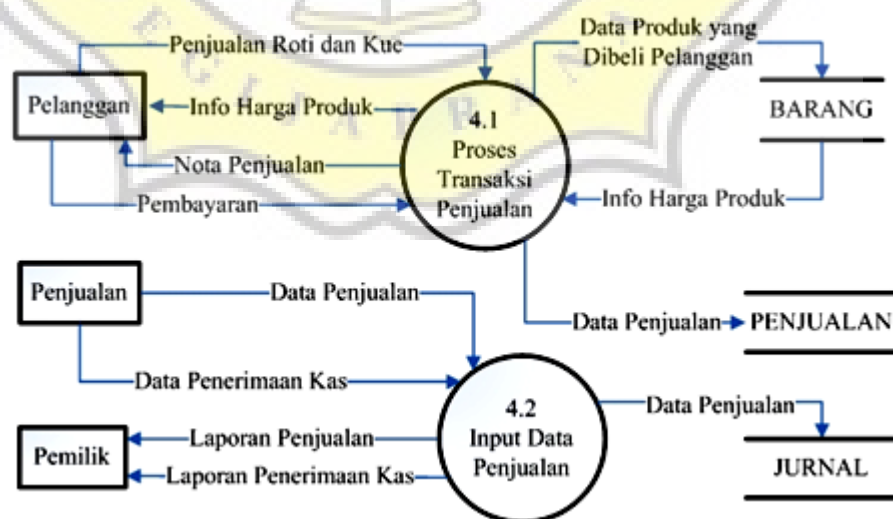 Penjualan Roti dan Kue
Data Produk yang
Dibeli Pelanggan
Pelanggan
Info Harga Produk
4.1
Proses
Transaksi
Penjualan
BARANG
Nota Penjualan
Pembayaran
Info Harga Produk
Penjualan
Data Penjualan
Data Penjualan
PENJUALAN
Data Penerimaan Kas
4.2
Input Data
Penjualan
Data Penjualan
Pemilik
Laporan Penjualan
Laporan Penerimaan Kas
JURNAL